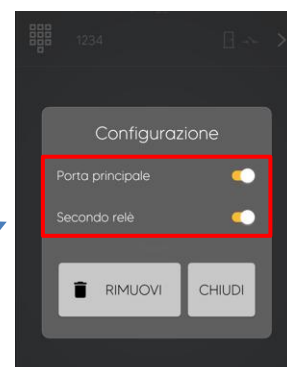 1234
Configurazione
Porta principale
Secondo relè
RIMUOVI CHIUDI